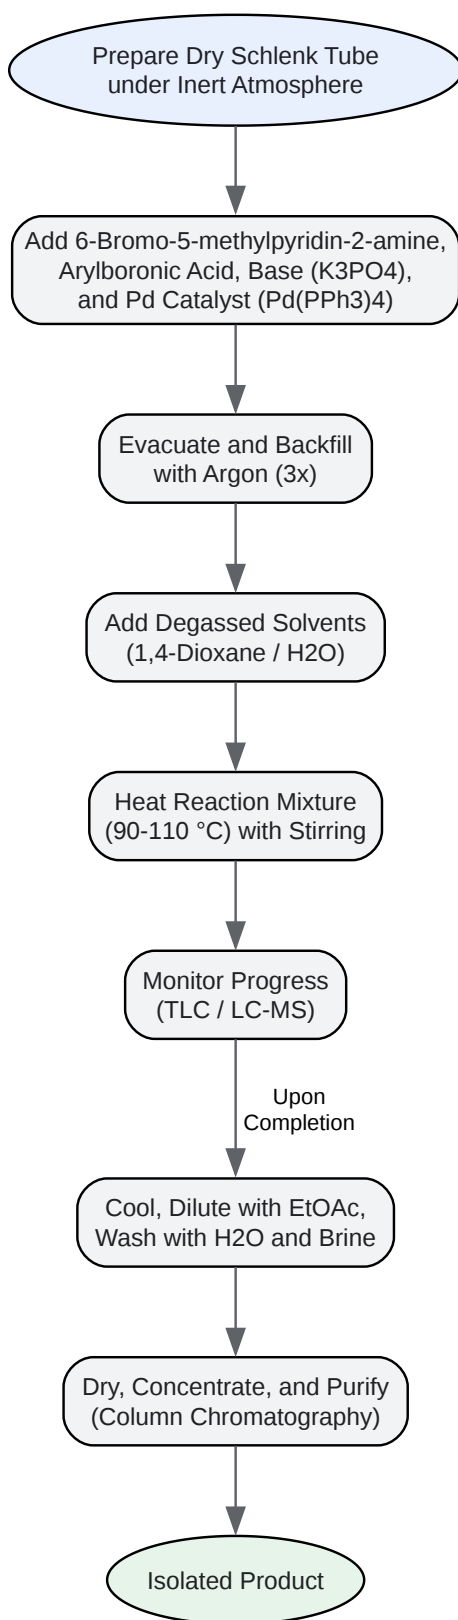 Prepare Dry Schlenk Tube
under Inert Atmosphere
Add 6-Bromo-5-methylpyridin-2-amine,
Arylboronic Acid, Base (K3PO4),
and Pd Catalyst (Pd(PPh3)4)
Evacuate and Backfill
with Argon (3x)
Add Degassed Solvents
(1,4-Dioxane / H2O)
Heat Reaction Mixture
(90-110 °C) with Stirring
Monitor Progress
(TLC / LC-MS)
Upon
Completion
Cool, Dilute with EtOAc,
Wash with H2O and Brine
Dry, Concentrate, and Purify
(Column Chromatography)
Isolated Product